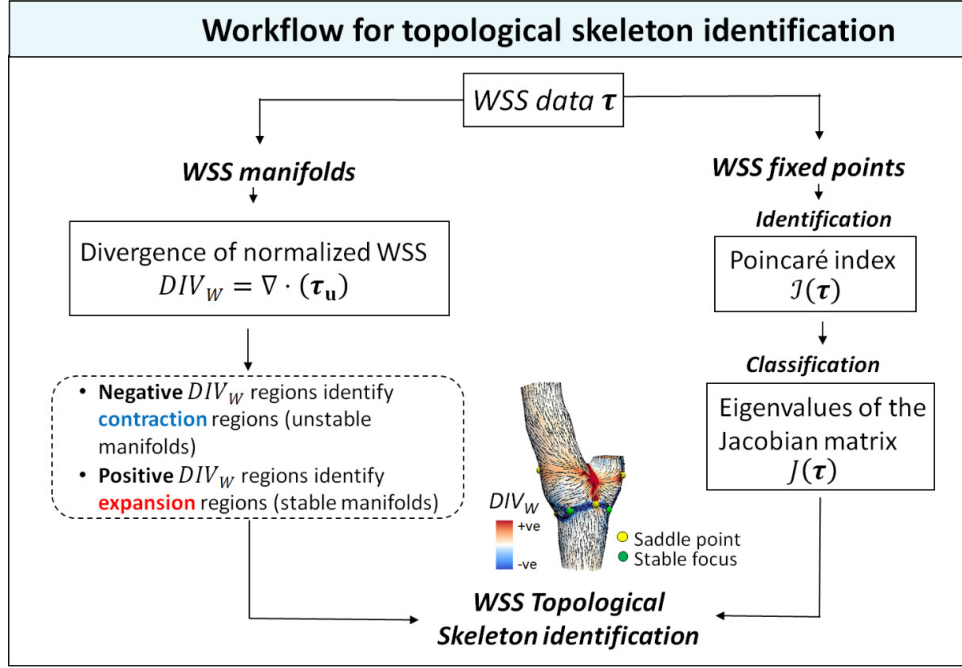 Workflow for topological skeleton identification
WSS data τ
WSS manifolds
Divergence of normalized WSS
DIV_W = ∇ · (τ_u)
• Negative DIV_W regions identify
contraction regions (unstable
manifolds)
• Positive DIV_W regions identify
expansion regions (stable manifolds)
WSS fixed points
Identification
Poincaré index
ℐ(τ)
Classification
Eigenvalues of the
Jacobian matrix
J(τ)
DIV_W
+ve
-ve
Saddle point
Stable focus
WSS Topological
Skeleton identification